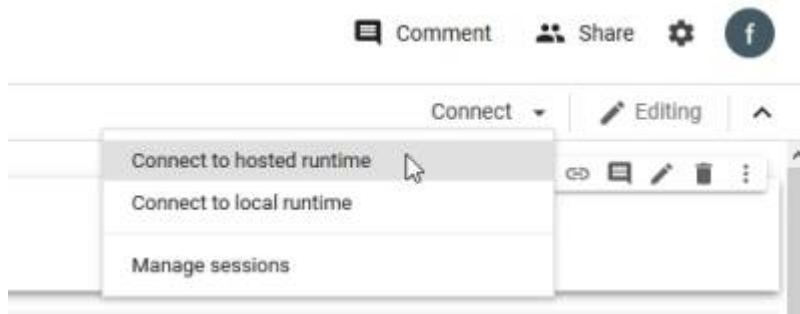 Comment Share f
Connect Editing
Connect to hosted runtime
Connect to local runtime
Manage sessions